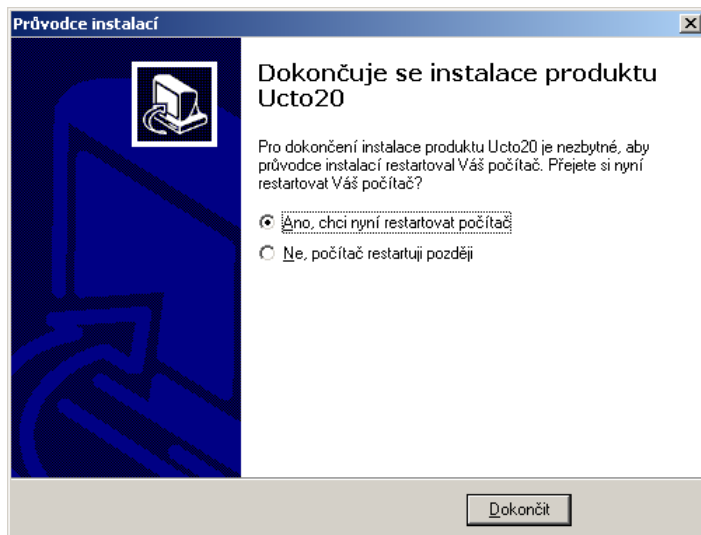 Průvodce instalací
Dokončuje se instalace produktu
Ucto20
Pro dokončení instalace produktu Ucto20 je nezbytné, aby
průvodce instalací restartoval Váš počítač. Přejete si nyní
restartovat Váš počítač?
Ano, chci nyní restartovat počítač
Ne, počítač restartuji později
Dokončit